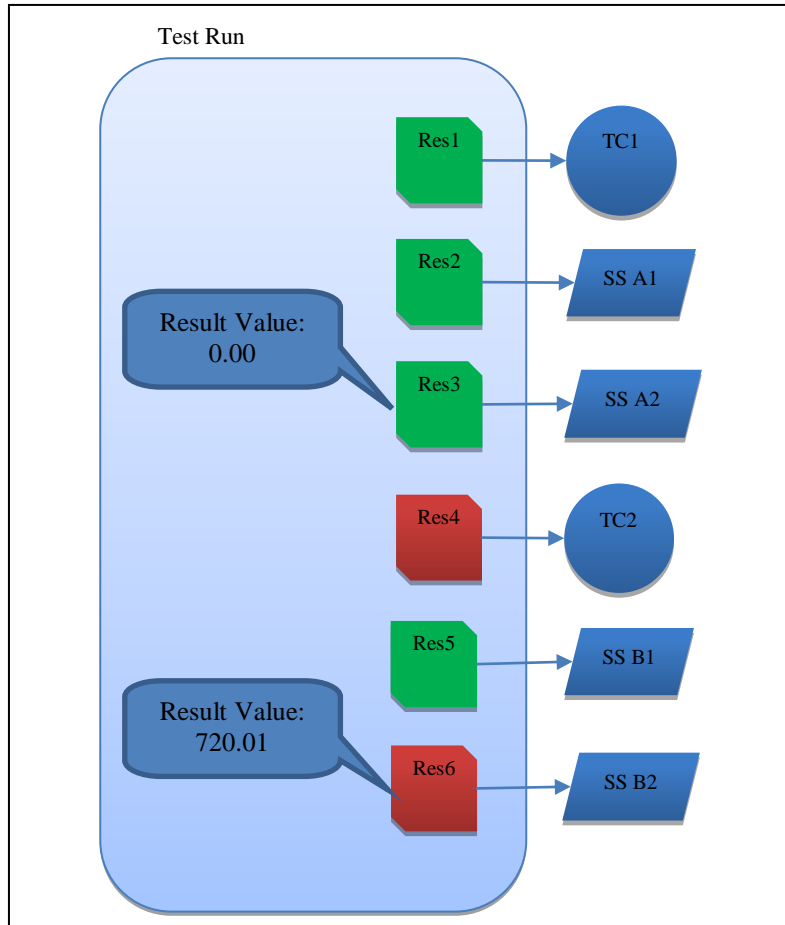 Test Run
Res1
TC1
Res2
SS A1
Result Value:
0.00
Res3
SS A2
Res4
TC2
Res5
SS B1
Result Value:
720.01
Res6
SS B2